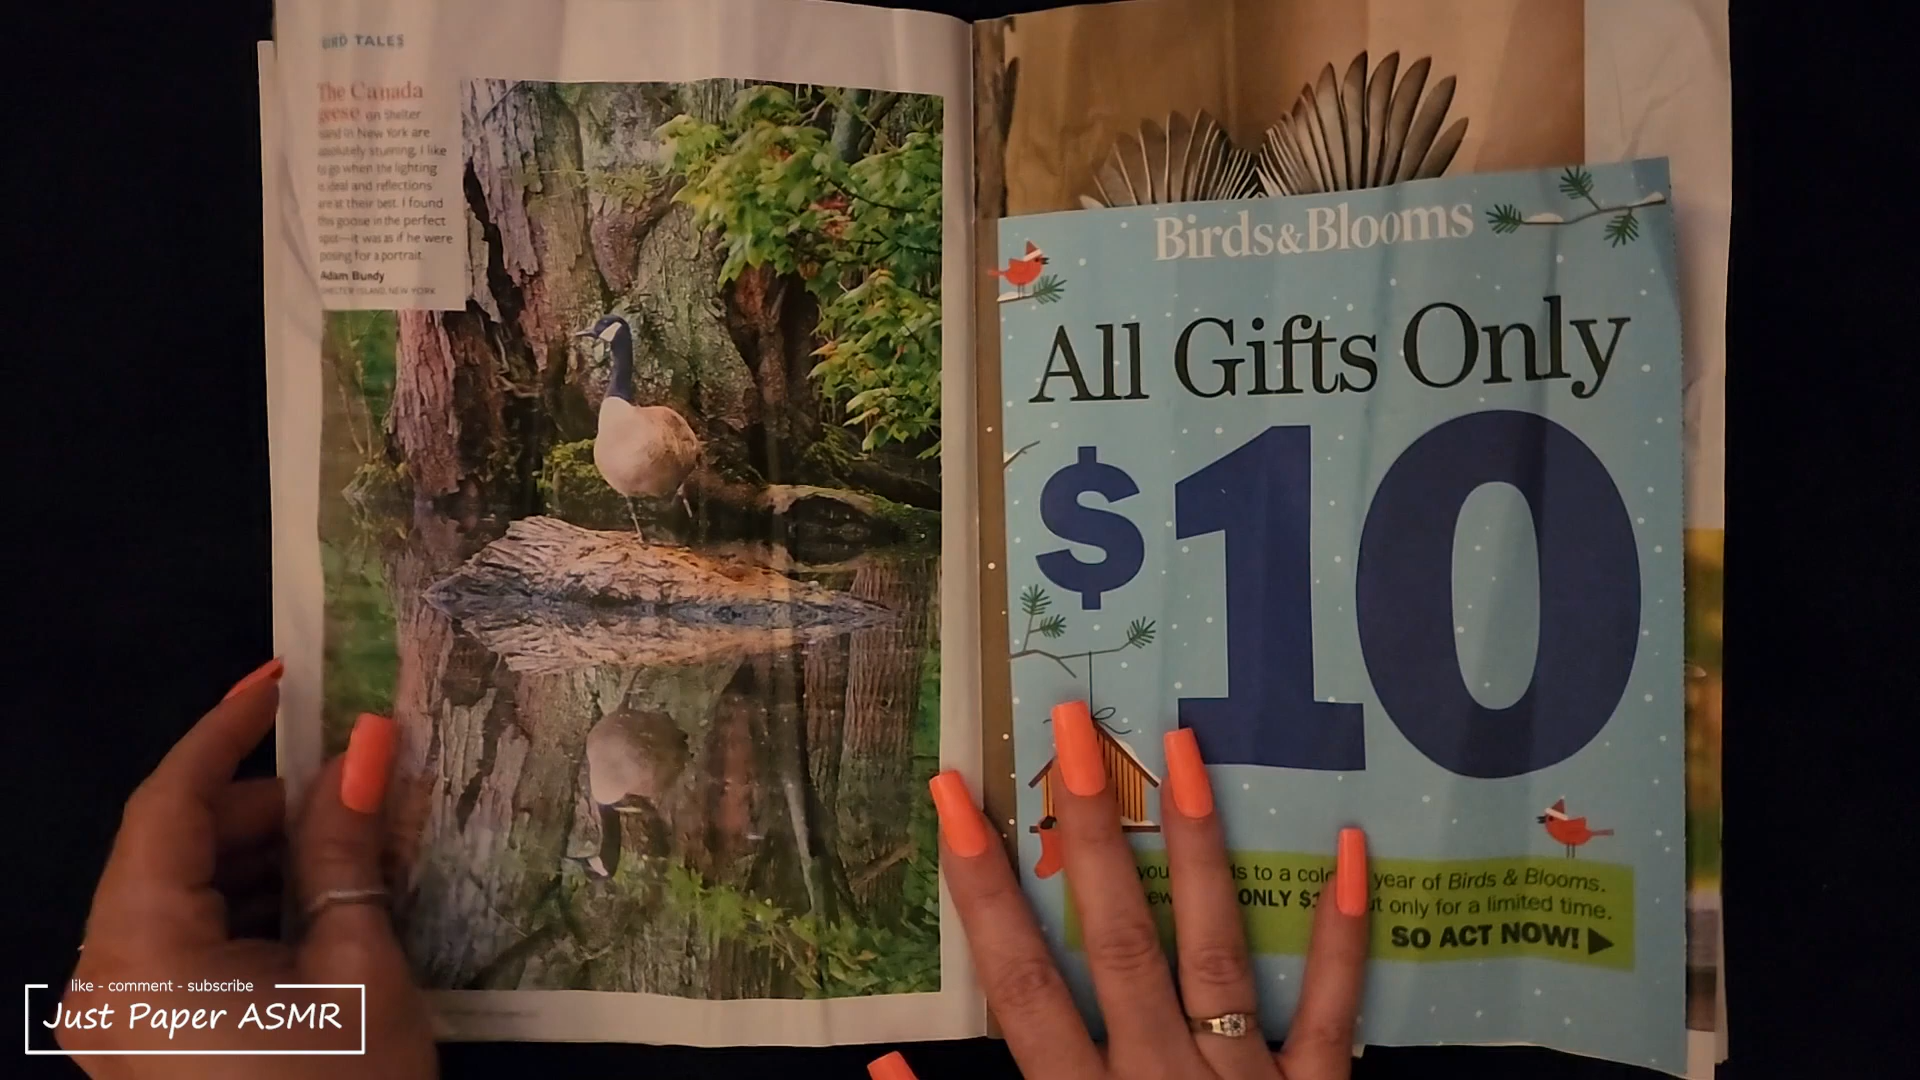 BIRD TALES
The Canada
geese on Shelter
Island in New York are
absolutely stunning. I like
to go when the lighting
is ideal and reflections
are at their best. I found
this goose in the perfect
spot—it was as if he were
posing for a portrait.
Adam Bundy
SHELTER ISLAND, NEW YORK
Birds&Blooms
All Gifts Only
$10
you to a year of Birds & Blooms.
ONLY only for a limited time.
SO ACT NOW!
like - comment - subscribe
Just Paper ASMR